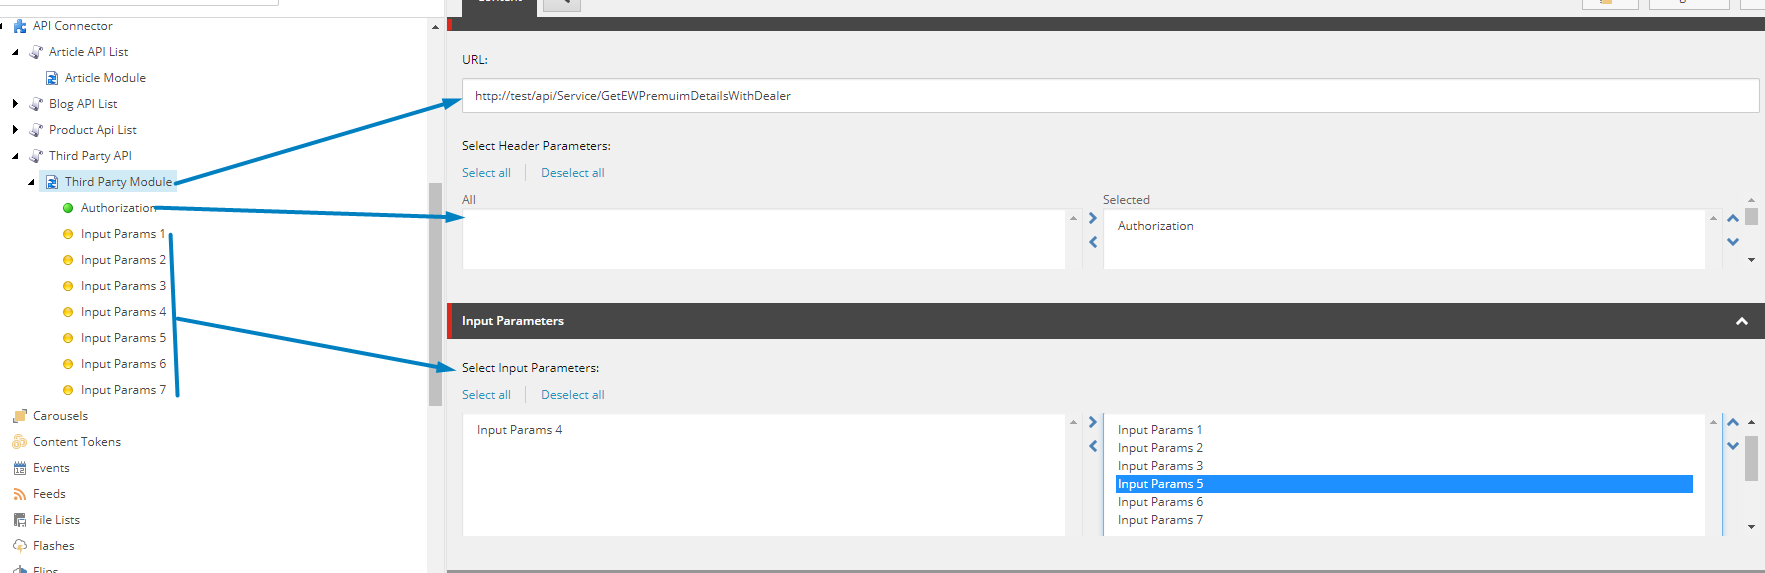 API Connector
Article API List
Article Module
Blog API List
Product Api List
Third Party API
Third Party Module
Authorization
Input Params 1
Input Params 2
Input Params 3
Input Params 4
Input Params 5
Input Params 6
Input Params 7
Carousels
Content Tokens
Events
12
Feeds
File Lists
Flashes
URL:
http://test/api/Service/GetEWPremuimDetailsWithDealer
Select Header Parameters:
Select all Deselect all
All Selected
Authorization
Input Parameters
Select Input Parameters:
Select all Deselect all
Input Params 4
Input Params 1
Input Params 2
Input Params 3
Input Params 5
Input Params 6
Input Params 7